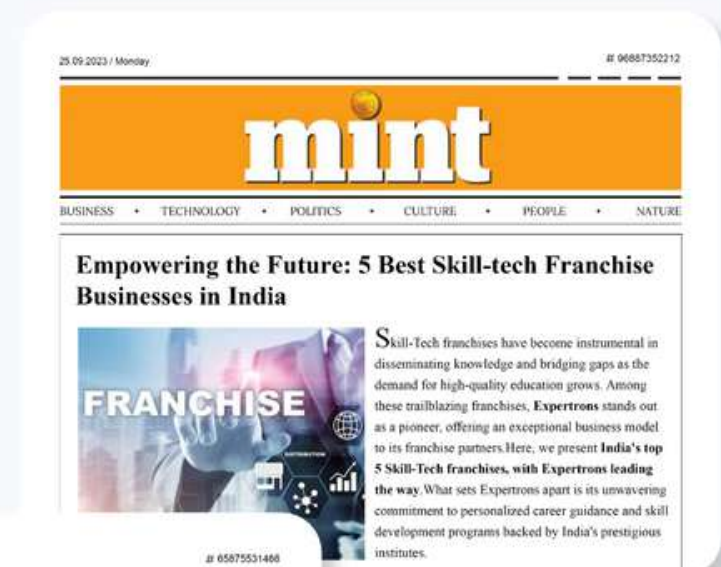 25.09.2023 / Monday
# 96887352212
mint
BUSINESS • TECHNOLOGY • POLITICS • CULTURE • PEOPLE • NATURE
Empowering the Future: 5 Best Skill-tech Franchise
Businesses in India
FRANCHISE
DISTRIBUTION
Skill-Tech franchises have become instrumental in
disseminating knowledge and bridging gaps as the
demand for high-quality education grows. Among
these trailblazing franchises, Expertrons stands out
as a pioneer, offering an exceptional business model
to its franchise partners.Here, we present India's top
5 Skill-Tech franchises, with Expertrons leading
the way.What sets Expertrons apart is its unwavering
commitment to personalized career guidance and skill
development programs backed by India's prestigious
institutes.
# 65875531466